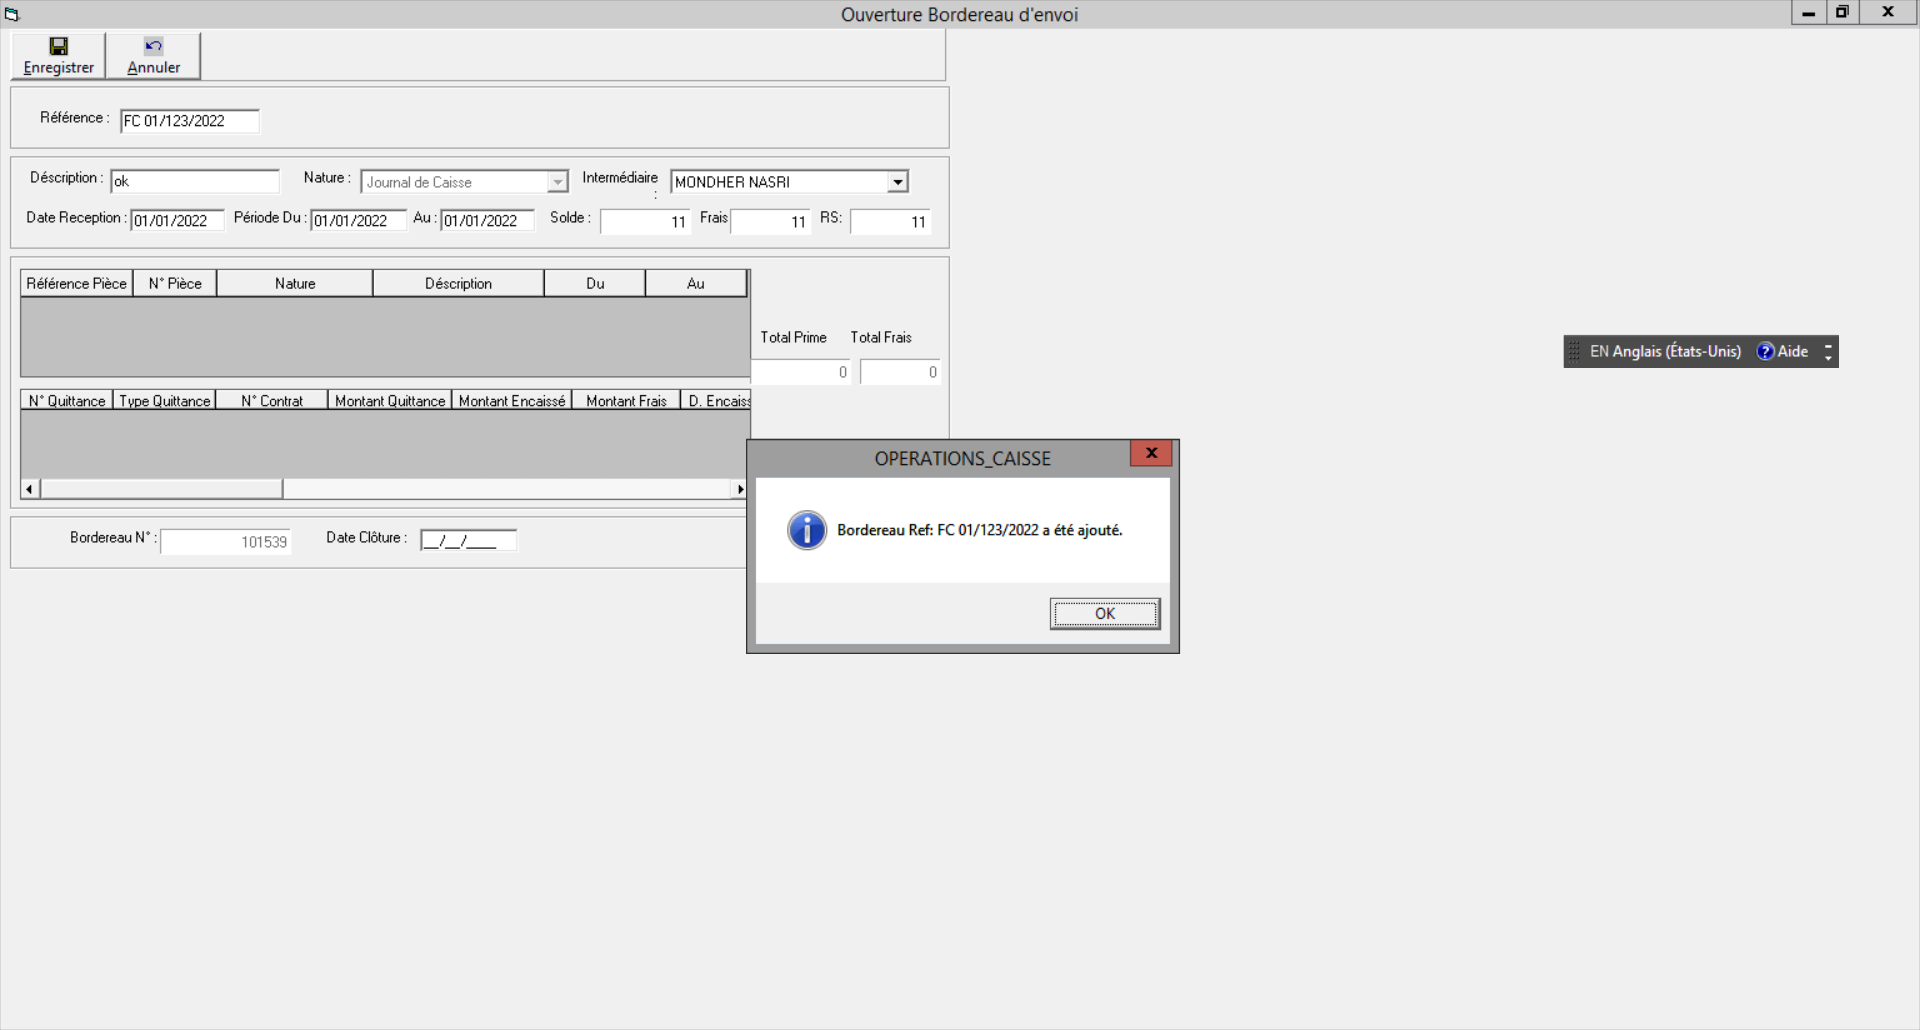 Ouverture Bordereau d'envoi
Enregistrer Annuler
Référence : FC 01/123/2022
Déscription : ok Nature : Journal de Caisse Intermédiaire : MONDHER NASRI
Date Reception : 01/01/2022 Période Du : 01/01/2022 Au : 01/01/2022 Solde : 11 Frais 11 RS: 11
Référence Pièce N° Pièce Nature Déscription Du Au
Total Prime Total Frais
0 0
EN Anglais (États-Unis) ? Aide
N° Quittance Type Quittance N° Contrat Montant Quittance Montant Encaissé Montant Frais D. Encaiss
OPERATIONS_CAISSE
Bordereau Ref: FC 01/123/2022 a été ajouté.
OK
Bordereau N° : 101539 Date Clôture : __/__/____